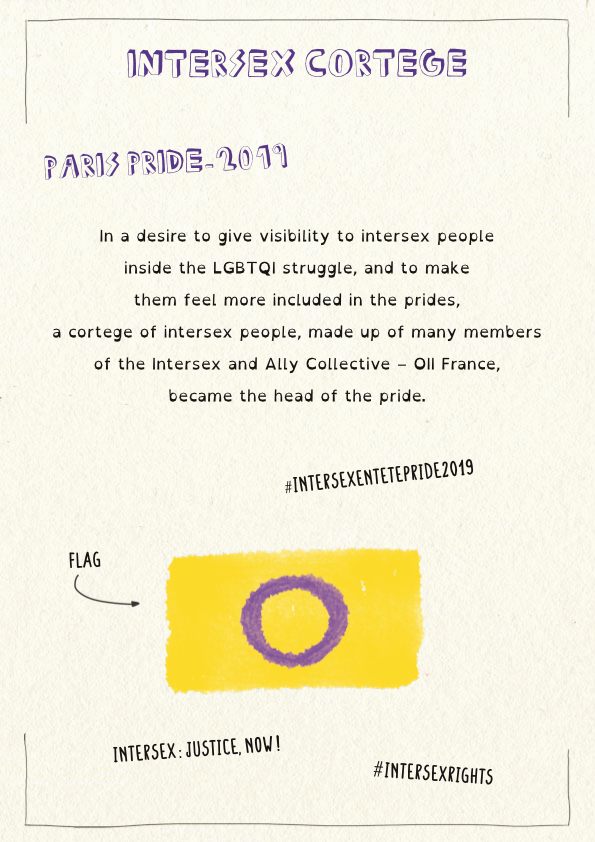 INTERSEX CORTEGE
PARIS PRIDE-2019
In a desire to give visibility to intersex people
inside the LGBTQI struggle, and to make
them feel more included in the prides,
a cortege of intersex people, made up of many members
of the Intersex and Ally Collective – OII France,
became the head of the pride.
#INTERSEXENTETEPRIDE2019
FLAG
INTERSEX: JUSTICE, NOW!
#INTERSEXRIGHTS